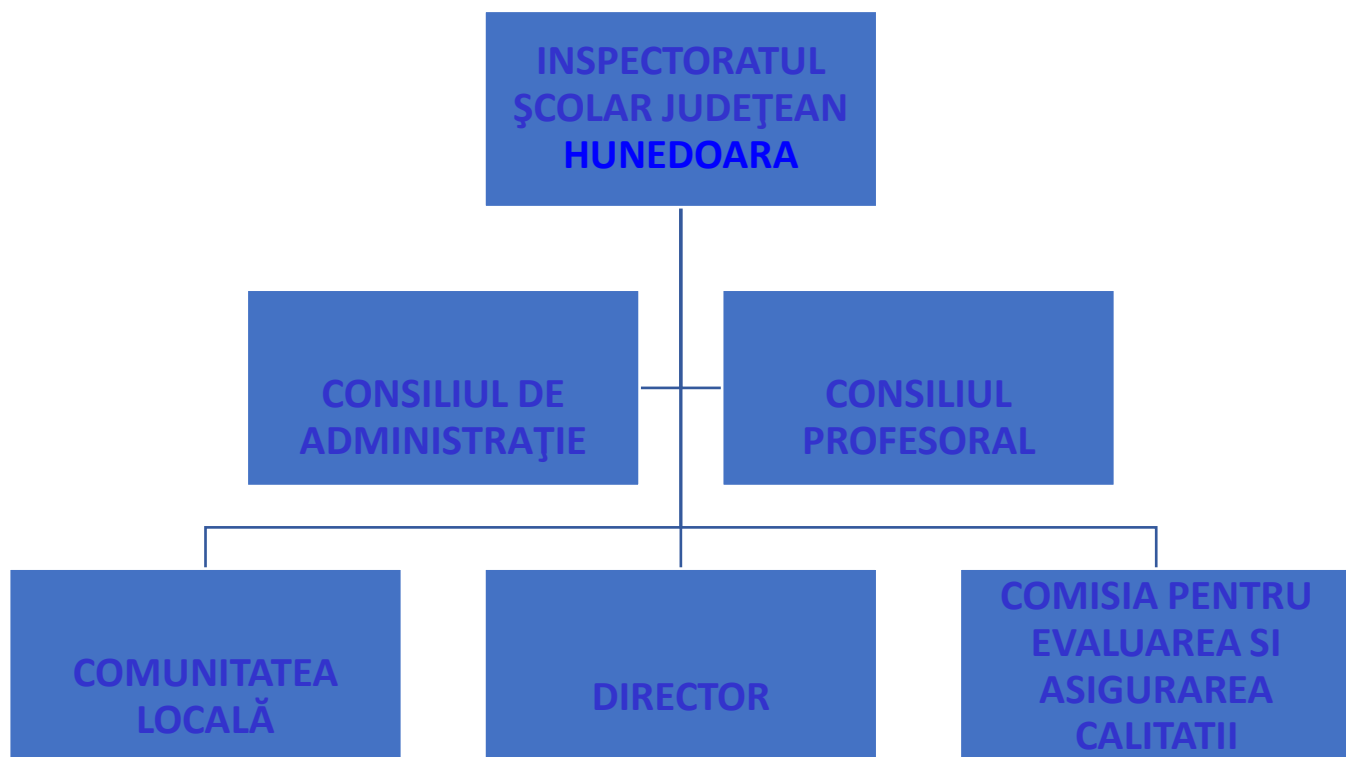 INSPECTORATUL
ŞCOLAR JUDEŢEAN
HUNEDOARA
CONSILIUL DE
ADMINISTRAŢIE
CONSILIUL
PROFESORAL
COMUNITATEA
LOCALĂ
DIRECTOR
COMISIA PENTRU
EVALUAREA SI
ASIGURAREA
CALITATII